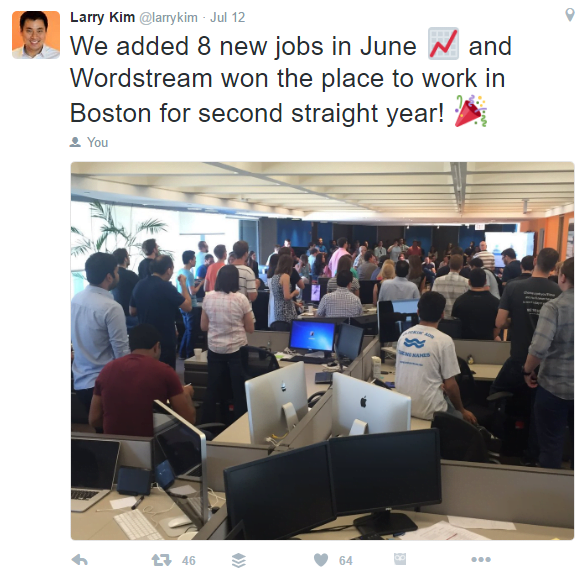 Larry Kim @larrykim · Jul 12
We added 8 new jobs in June 📈 and
Wordstream won the place to work in
Boston for second straight year! 🎉
You
46 64